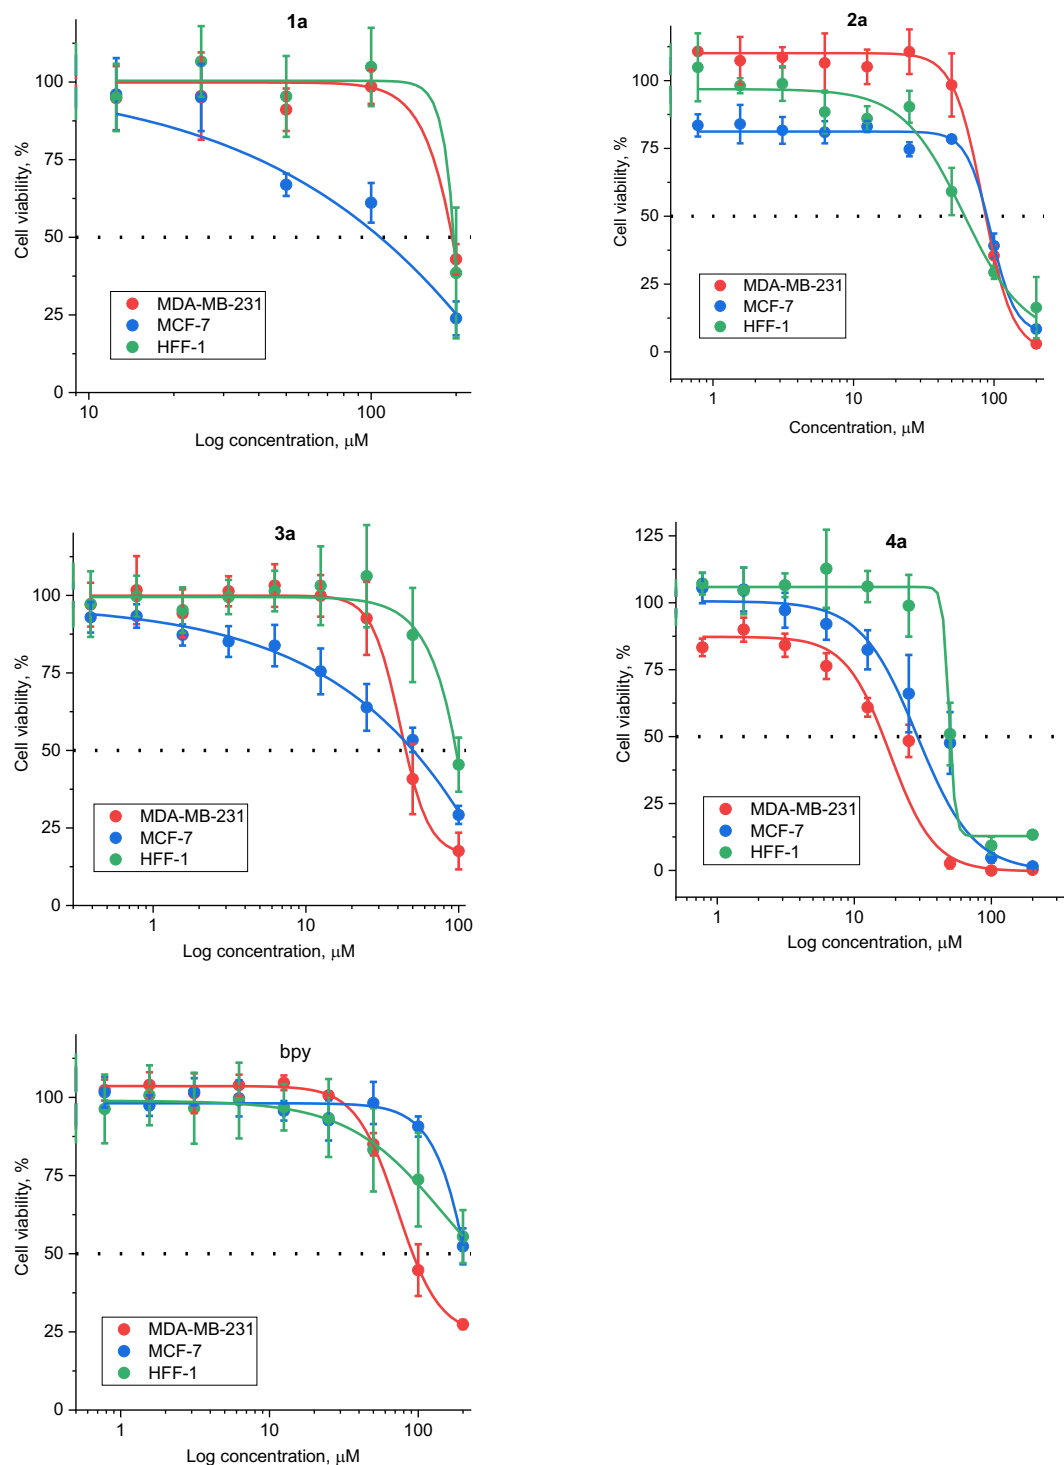 1a
Cell viability, %
100
75
50
25
0
MDA-MB-231
MCF-7
HFF-1
10
100
Log concentration, μM
2a
Cell viability, %
100
75
50
25
0
MDA-MB-231
MCF-7
HFF-1
1
10
100
Concentration, μM
3a
Cell viability, %
100
75
50
25
0
MDA-MB-231
MCF-7
HFF-1
1
10
100
Log concentration, μM
4a
Cell viability, %
125
100
75
50
25
0
MDA-MB-231
MCF-7
HFF-1
1
10
100
Log concentration, μM
bpy
Cell viability, %
100
75
50
25
0
MDA-MB-231
MCF-7
HFF-1
1
10
100
Log concentration, μM